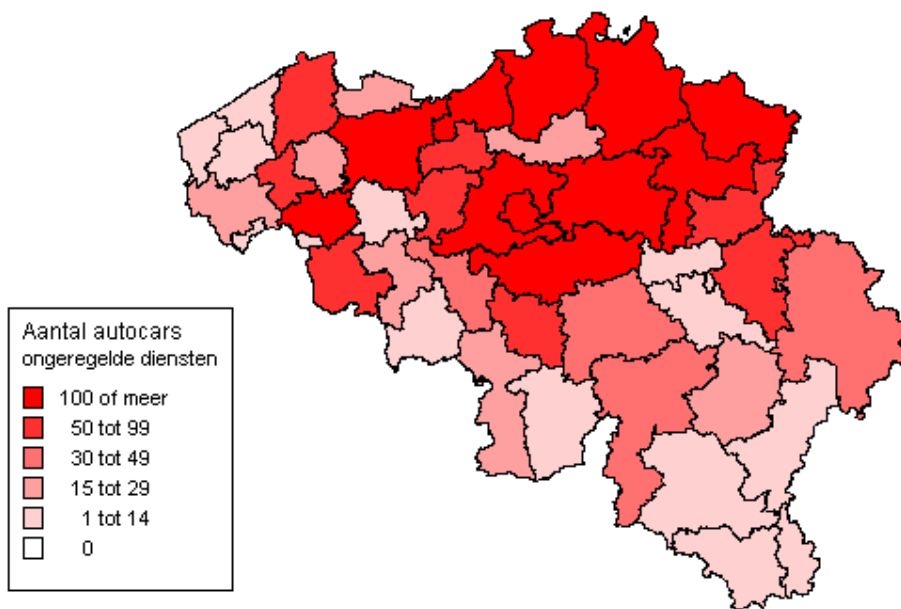 Aantal autocars
ongeregelde diensten
100 of meer
50 tot 99
30 tot 49
15 tot 29
1 tot 14
0